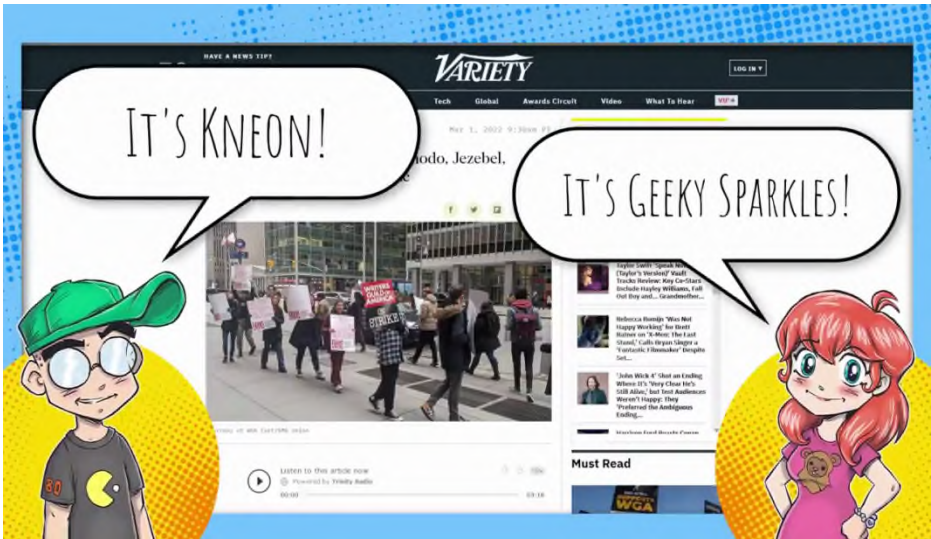 HAVE A NEWS TIP?
VARIETY
LOG IN
Tech Global Awards Circuit Video What To Hear VIP+
IT'S KNEON!
Mar 1, 2022 9:36am PT
modo, Jezebel,
IT'S GEEKY SPARKLES!
WRITERS
GUILD OF
AMERICA
STRIKE
Taylor Swift 'Speak
(Taylor's Version)' Vault
Tracks Review: Key Co-Stars
Include Hayley Williams, Fall
Out Boy and... Grandmother...
Rebecca Romijn 'Was Not
Happy Working' for Brett
Ratner on 'X-Men: The Last
Stand,' Calls Bryan Singer a
'Fantastic Filmmaker' Despite
Set...
'John Wick 4' Shot an Ending
Where It's 'Very Clear He's
Still Alive,' but Test Audiences
Weren't Happy: They
'Preferred the Ambiguous
Ending...
Harrison Ford
Listen to this article now
Powered by Trinity Audio
00:00 03:16
Must Read
SUPPORTS
WGA
80